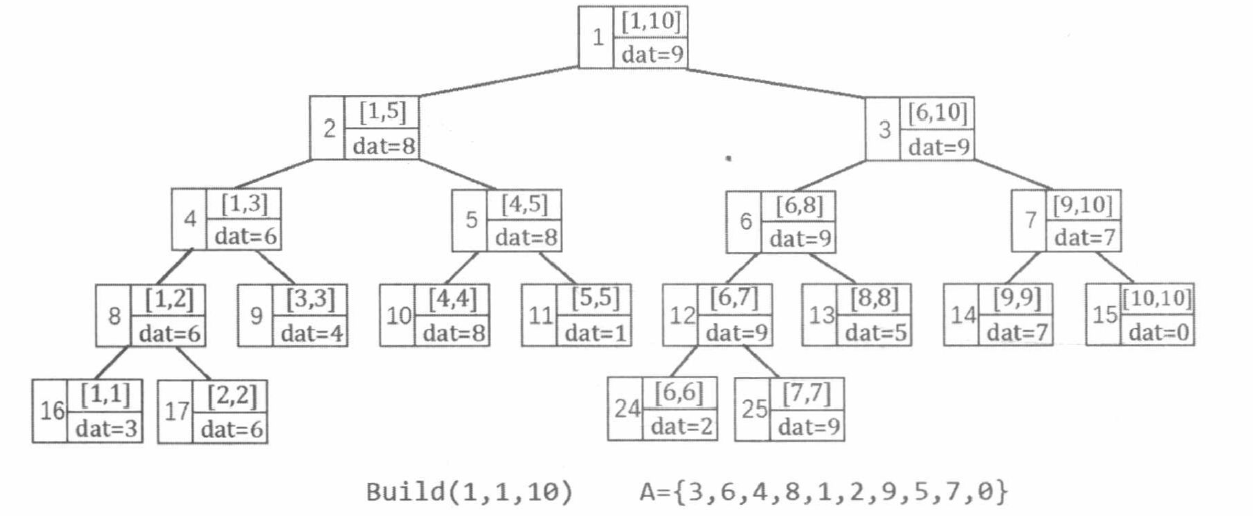 1 [1,10] dat=9
2 [1,5] dat=8
3 [6,10] dat=9
4 [1,3] dat=6
5 [4,5] dat=8
6 [6,8] dat=9
7 [9,10] dat=7
8 [1,2] dat=6
9 [3,3] dat=4
10 [4,4] dat=8
11 [5,5] dat=1
12 [6,7] dat=9
13 [8,8] dat=5
14 [9,9] dat=7
15 [10,10] dat=0
16 [1,1] dat=3
17 [2,2] dat=6
24 [6,6] dat=2
25 [7,7] dat=9
Build(1,1,10) A={3,6,4,8,1,2,9,5,7,0}